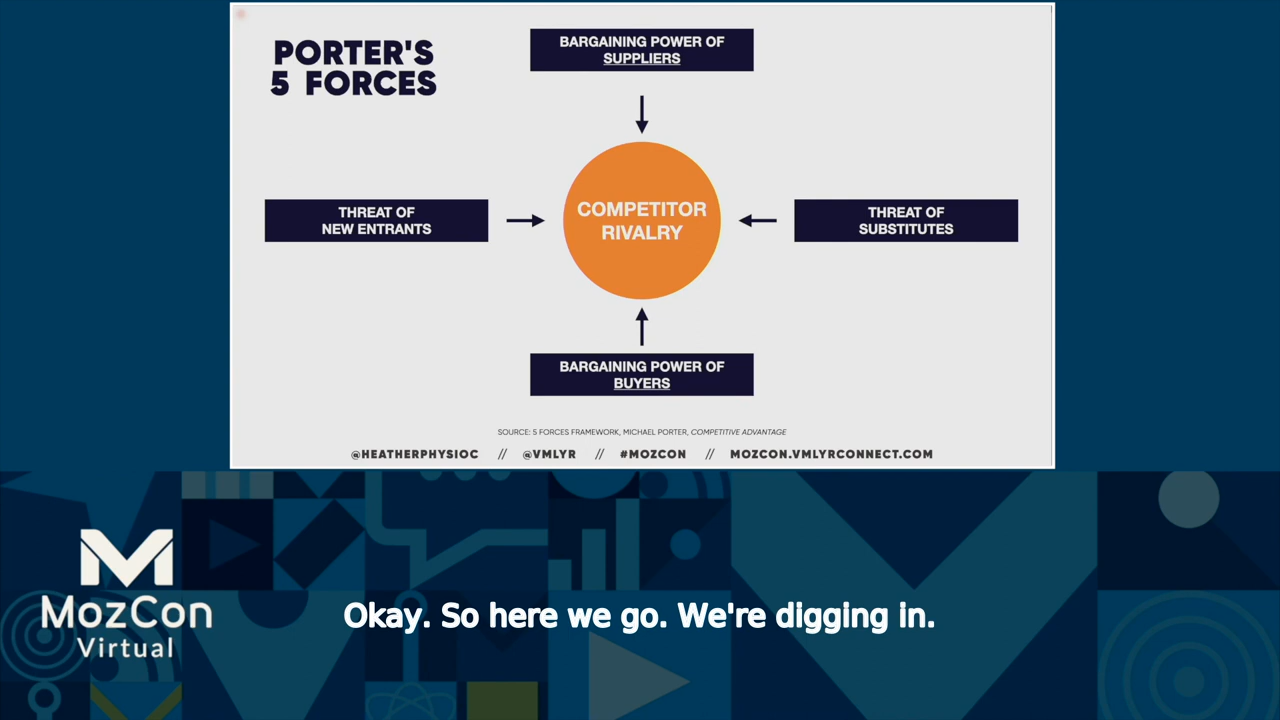 PORTER'S
5 FORCES
BARGAINING POWER OF
SUPPLIERS
THREAT OF
NEW ENTRANTS
COMPETITOR
RIVALRY
THREAT OF
SUBSTITUTES
BARGAINING POWER OF
BUYERS
SOURCE: 5 FORCES FRAMEWORK, MICHAEL PORTER, COMPETITIVE ADVANTAGE
@HEATHERPHYSIOC // @VMLYR // #MOZCON // MOZCON.VMLYRCONNECT.COM
MozCon
Virtual
Okay. So here we go. We're digging in.